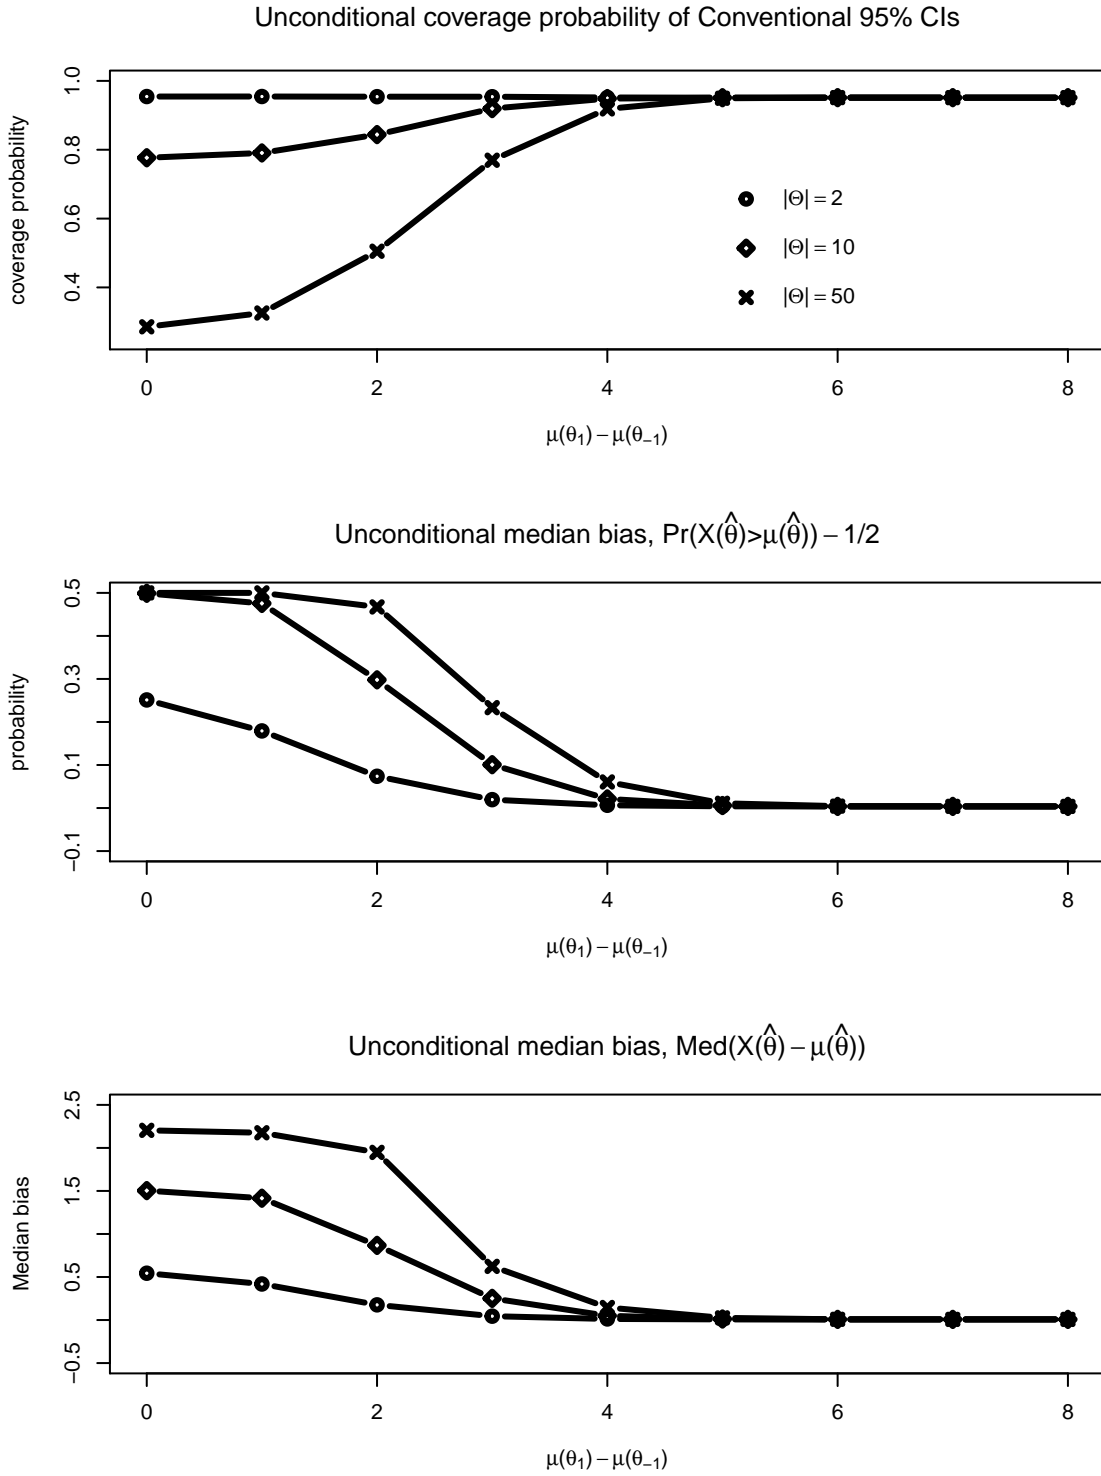 Unconditional coverage probability of Conventional 95% CIs
coverage probability
1.0
0.8
0.6
0.4
|Θ| = 2
|Θ| = 10
|Θ| = 50
0 2 4 6 8
μ(θ₁) − μ(θ₋₁)
Unconditional median bias, Pr(X(θ̂)>μ(θ̂)) − 1/2
probability
0.5
0.3
0.1
−0.1
0 2 4 6 8
μ(θ₁) − μ(θ₋₁)
Unconditional median bias, Med(X(θ̂) − μ(θ̂))
Median bias
2.5
1.5
0.5
−0.5
0 2 4 6 8
μ(θ₁) − μ(θ₋₁)